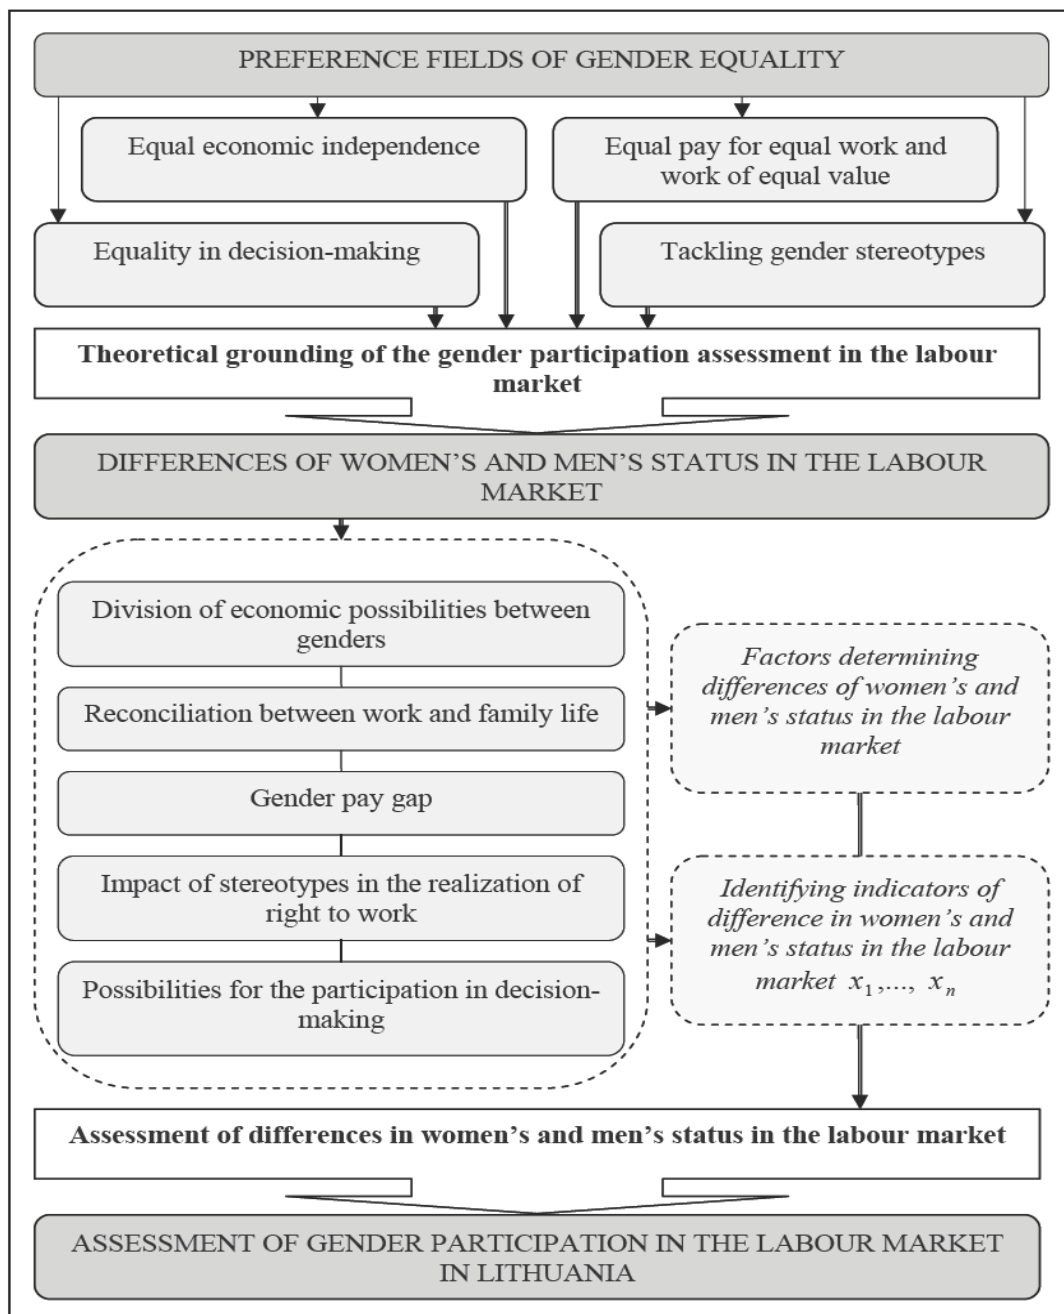 PREFERENCE FIELDS OF GENDER EQUALITY
Equal economic independence
Equal pay for equal work and
work of equal value
Equality in decision-making
Tackling gender stereotypes
Theoretical grounding of the gender participation assessment in the labour
market
DIFFERENCES OF WOMEN’S AND MEN’S STATUS IN THE LABOUR
MARKET
Division of economic possibilities between
genders
Reconciliation between work and family life
Gender pay gap
Impact of stereotypes in the realization of
right to work
Possibilities for the participation in decision-
making
Factors determining
differences of women’s and
men’s status in the labour
market
Identifying indicators of
difference in women’s and
men’s status in the labour
market x₁,..., xₙ
Assessment of differences in women’s and men’s status in the labour market
ASSESSMENT OF GENDER PARTICIPATION IN THE LABOUR MARKET
IN LITHUANIA